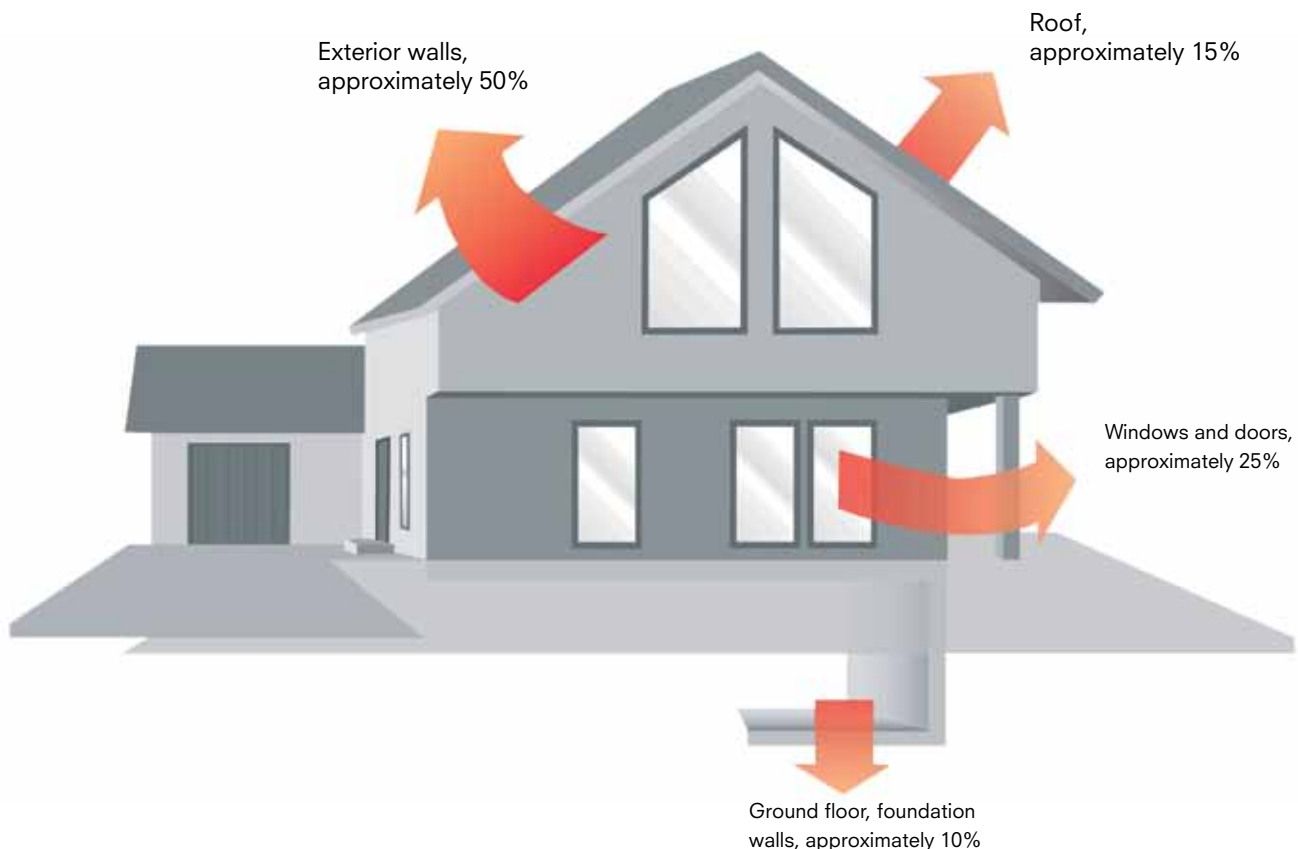 Exterior walls,
approximately 50%
Roof,
approximately 15%
Windows and doors,
approximately 25%
Ground floor, foundation
walls, approximately 10%